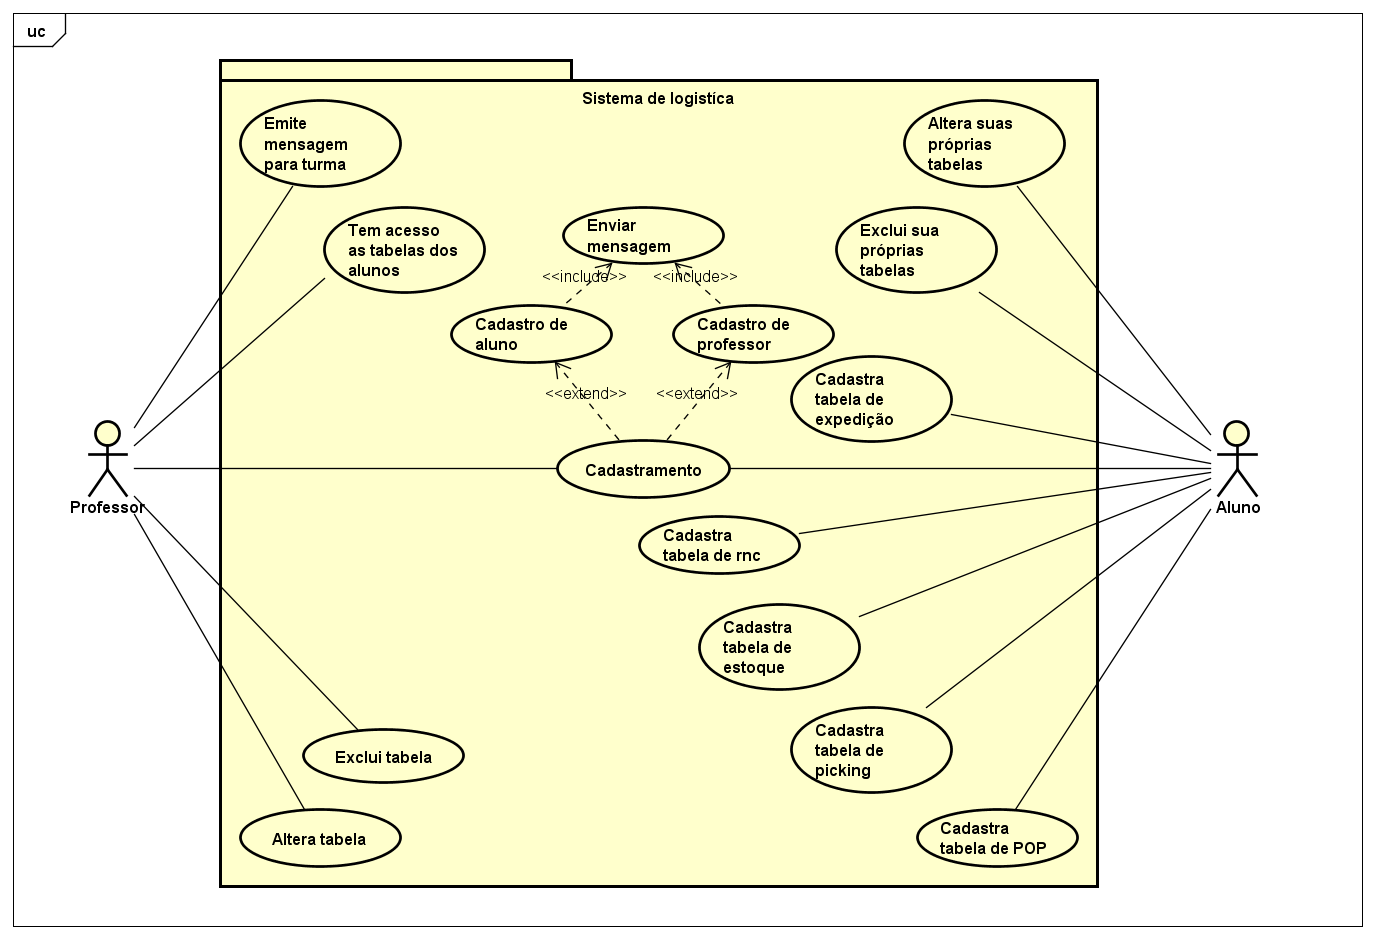 uc
Sistema de logistíca
Emite
mensagem
para turma
Altera suas
próprias
tabelas
Tem acesso
as tabelas dos
alunos
Enviar
mensagem
Exclui sua
próprias
tabelas
<<include>>
<<include>>
Cadastro de
aluno
Cadastro de
professor
Cadastra
tabela de
expedição
<<extend>>
<<extend>>
Cadastramento
Professor
Aluno
Cadastra
tabela de rnc
Cadastra
tabela de
estoque
Exclui tabela
Cadastra
tabela de
picking
Altera tabela
Cadastra
tabela de POP